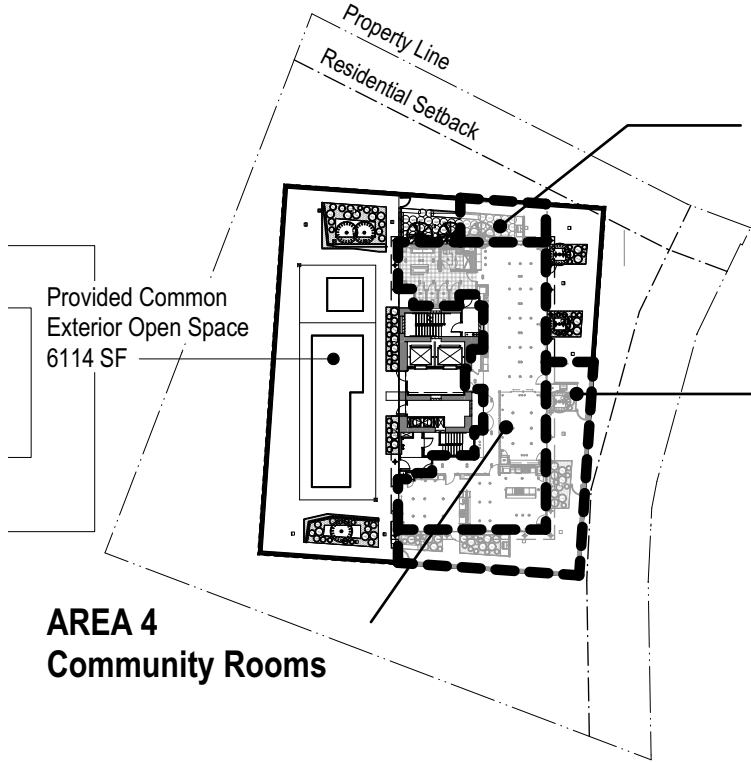 Property Line
Residential Setback
Provided Common
Exterior Open Space
6114 SF
AREA 4
Community Rooms